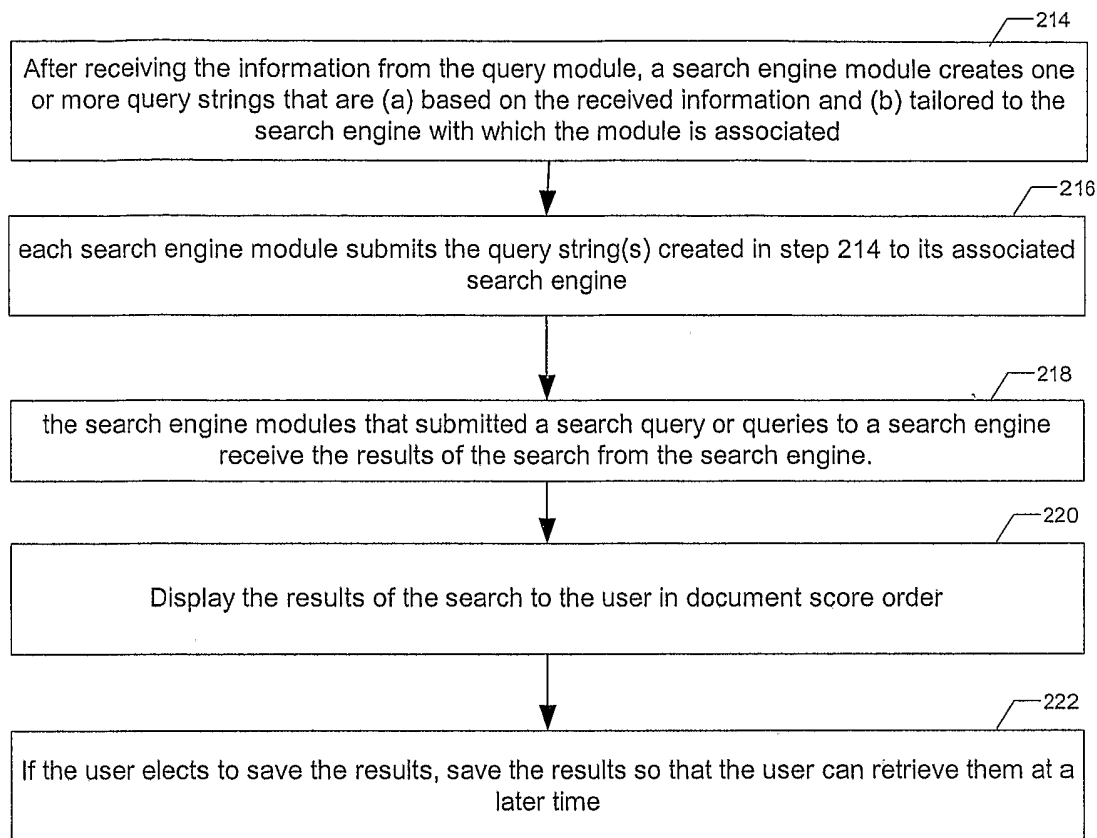 214
After receiving the information from the query module, a search engine module creates one
or more query strings that are (a) based on the received information and (b) tailored to the
search engine with which the module is associated
216
each search engine module submits the query string(s) created in step 214 to its associated
search engine
218
the search engine modules that submitted a search query or queries to a search engine
receive the results of the search from the search engine.
220
Display the results of the search to the user in document score order
222
If the user elects to save the results, save the results so that the user can retrieve them at a
later time